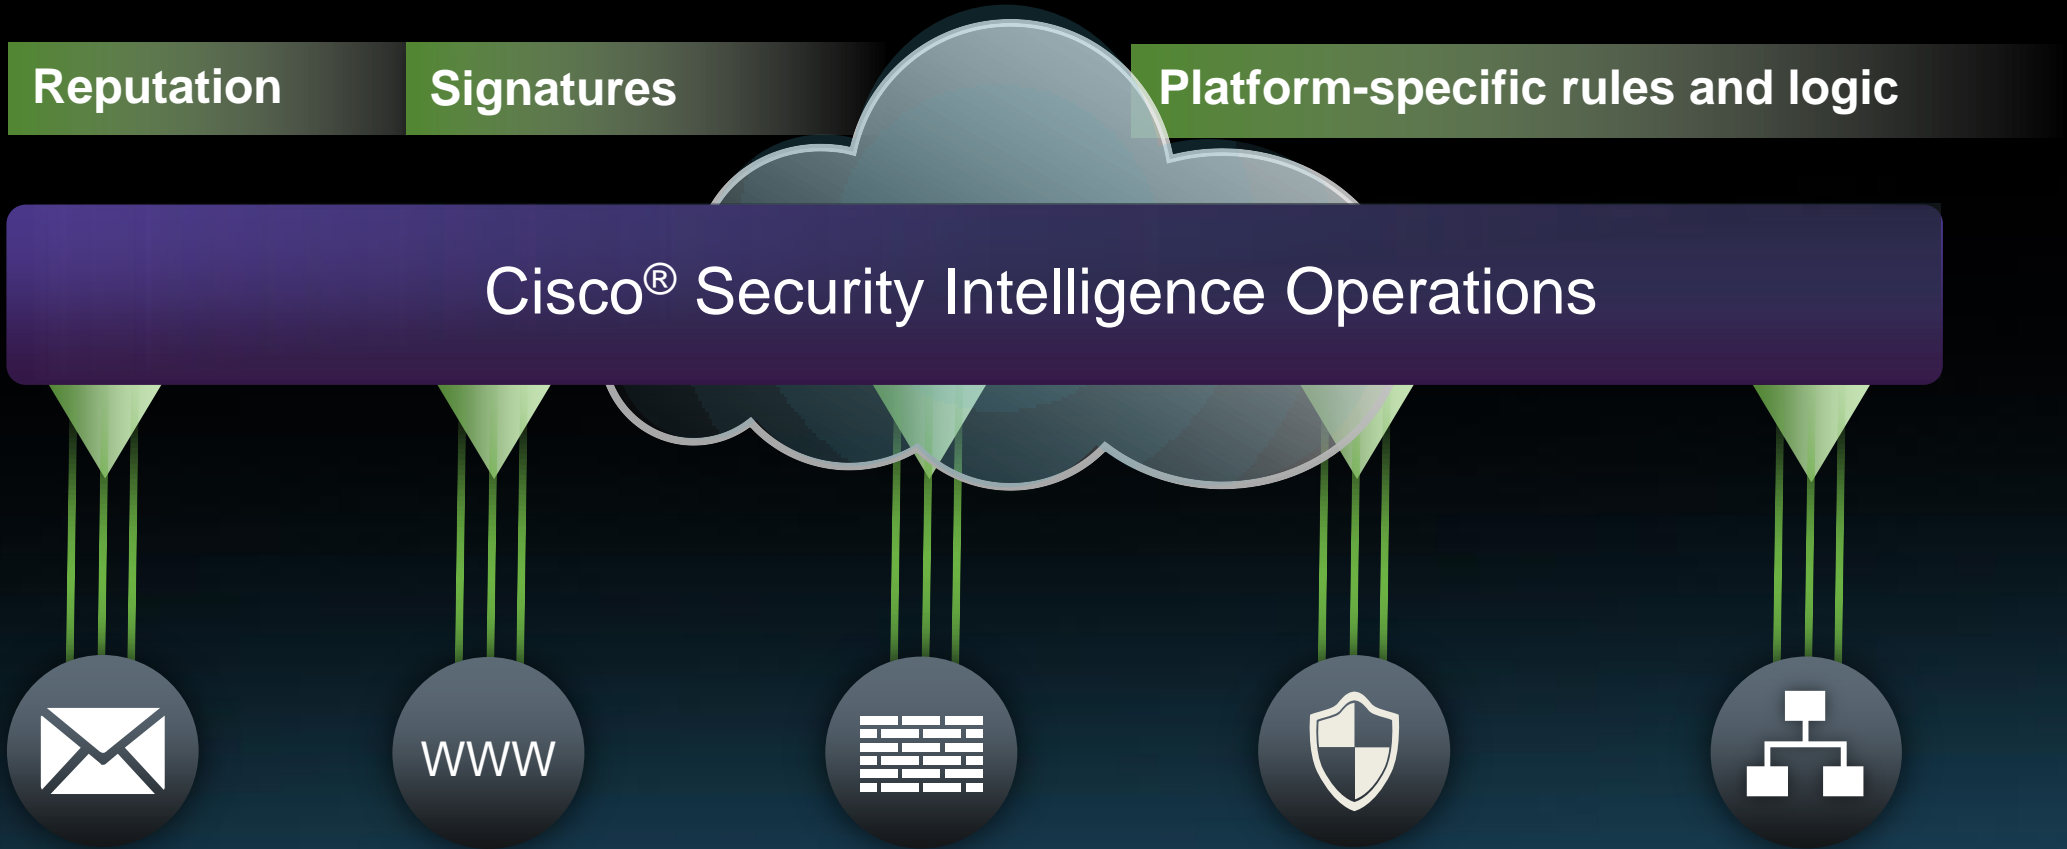 Reputation
Signatures
Platform-specific rules and logic
Cisco® Security Intelligence Operations
WWW